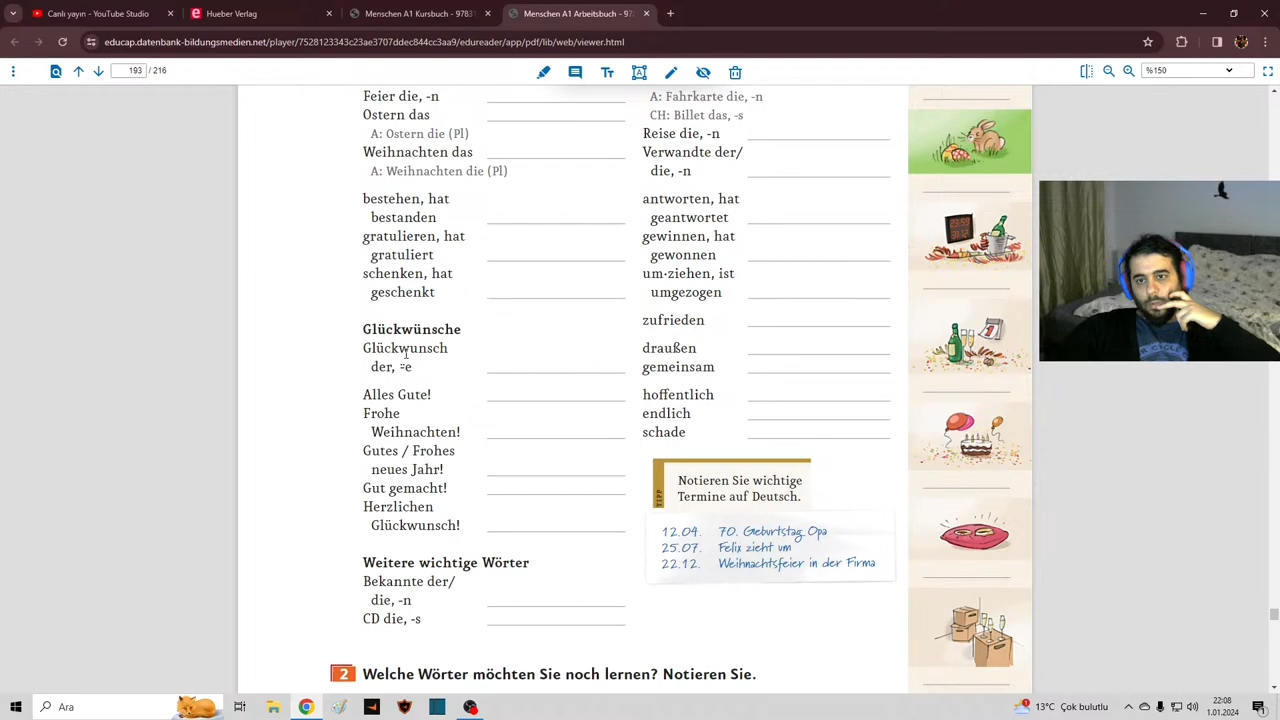 Canlı yayın - YouTube Studio
Hueber Verlag
Menschen A1 Kursbuch - 9783
Menschen A1 Arbeitsbuch - 97
educap.datenbank-bildungsmedien.net/player/7528123343c23ae3707ddec844cc3aa9/edureader/app/pdf/lib/web/viewer.html
193 / 216
%150
Feier die, -n
Ostern das
A: Ostern die (Pl)
Weihnachten das
A: Weihnachten die (Pl)
bestehen, hat
bestanden
gratulieren, hat
gratuliert
schenken, hat
geschenkt
Glückwünsche
Glückwunsch
der, ⸚e
Alles Gute!
Frohe
Weihnachten!
Gutes / Frohes
neues Jahr!
Gut gemacht!
Herzlichen
Glückwunsch!
Weitere wichtige Wörter
Bekannte der/
die, -n
CD die, -s
A: Fahrkarte die, -n
CH: Billet das, -s
Reise die, -n
Verwandte der/
die, -n
antworten, hat
geantwortet
gewinnen, hat
gewonnen
um·ziehen, ist
umgezogen
zufrieden
draußen
gemeinsam
hoffentlich
endlich
schade
TIPP
Notieren Sie wichtige
Termine auf Deutsch.
12.04. 70. Geburtstag Opa
25.07. Felix zieht um
22.12. Weihnachtsfeier in der Firma
2 Welche Wörter möchten Sie noch lernen? Notieren Sie.
23:59
31.12
1
Ara
13°C Çok bulutlu
22:08
1.01.2024